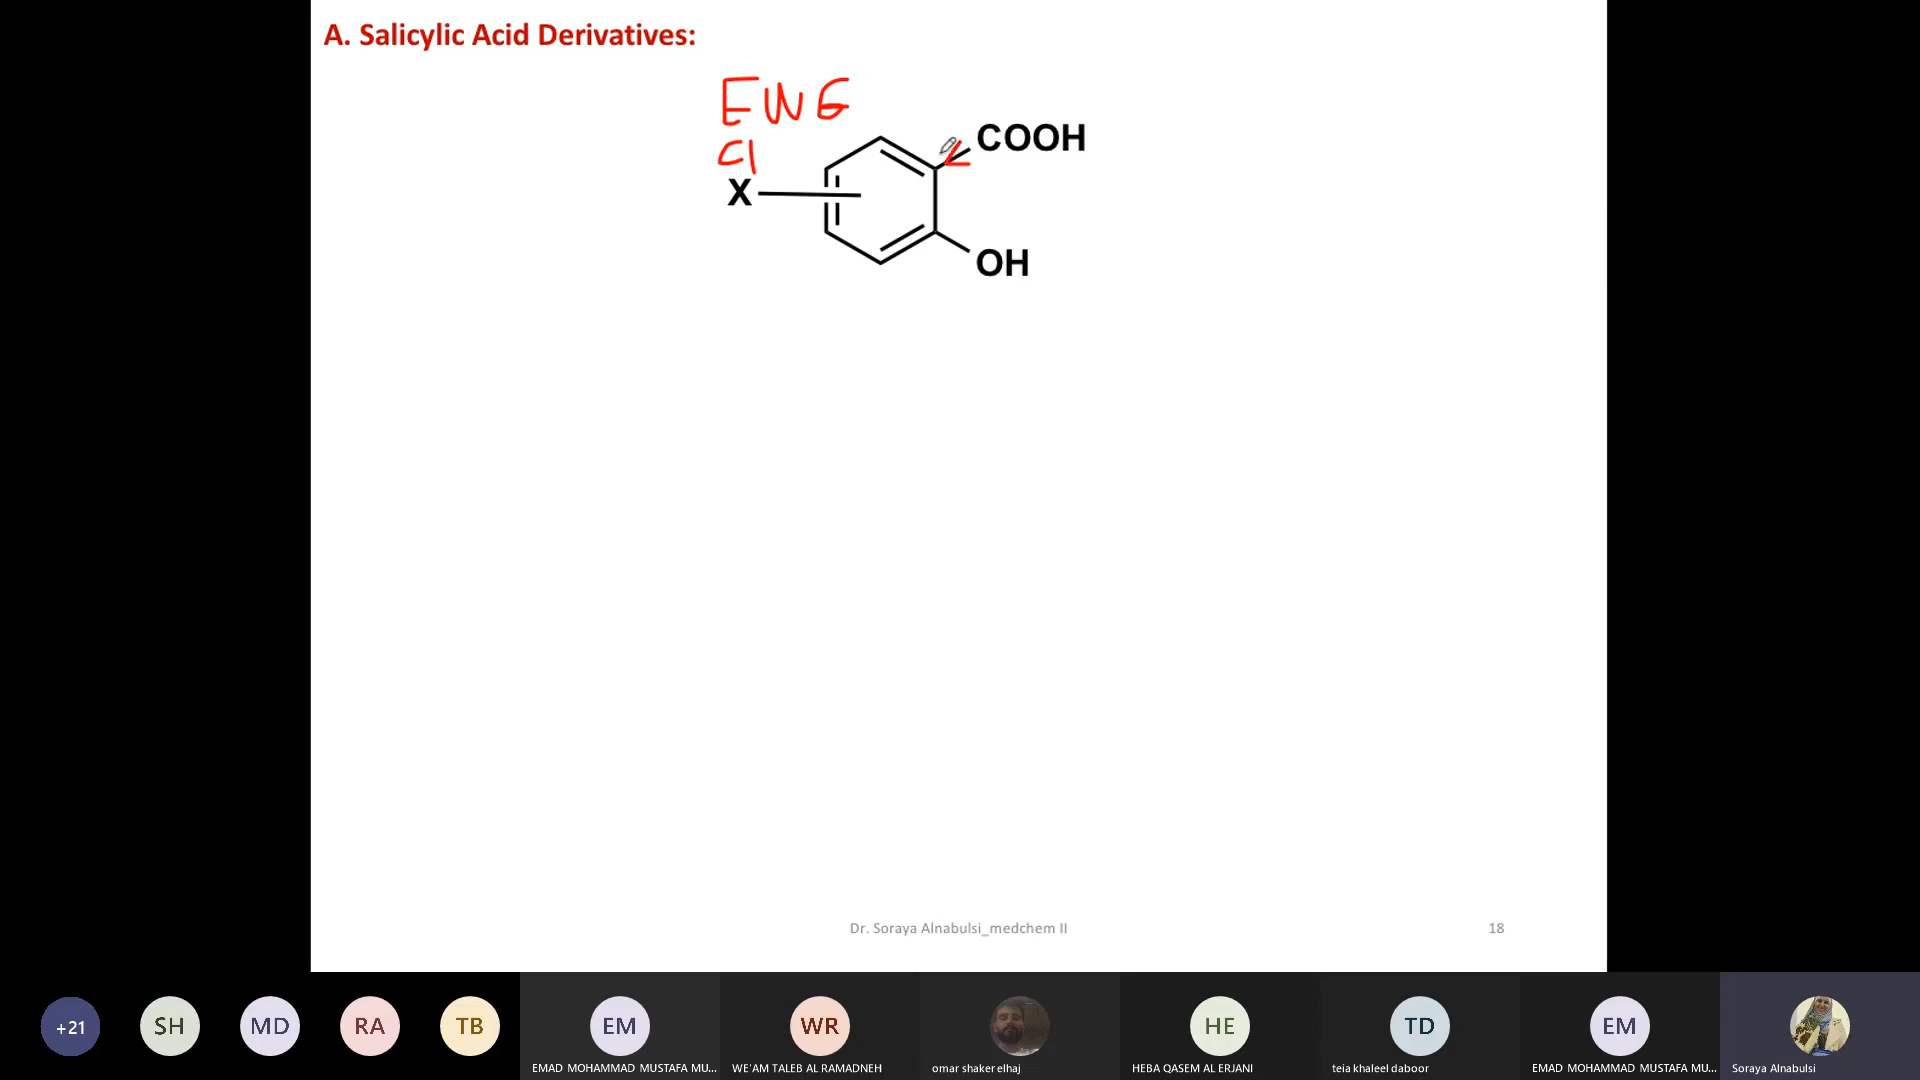 A. Salicylic Acid Derivatives:
EWG
Cl
COOH
X
OH
Dr. Soraya Alnabulsi_medchem II
18
+21
SH
MD
RA
TB
EM
WR
HE
TD
EM
EMAD MOHAMMAD MUSTAFA MU...
WE'AM TALEB AL RAMADNEH
omar shaker elhaj
HEBA QASEM AL ERJANI
teia khaleel daboor
EMAD MOHAMMAD MUSTAFA MU...
Soraya Alnabulsi